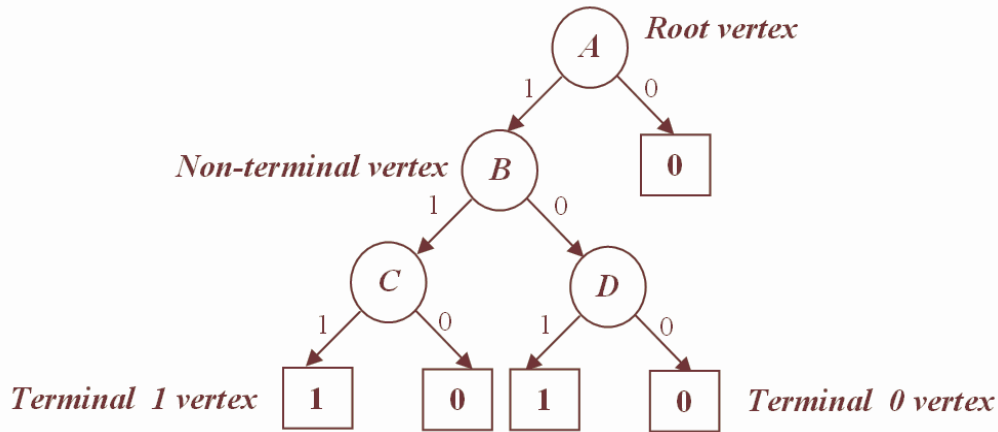 Root vertex
A
1 0
Non-terminal vertex B 0
1 0
C D
1 0 1 0
Terminal 1 vertex 1 0 1 0 Terminal 0 vertex